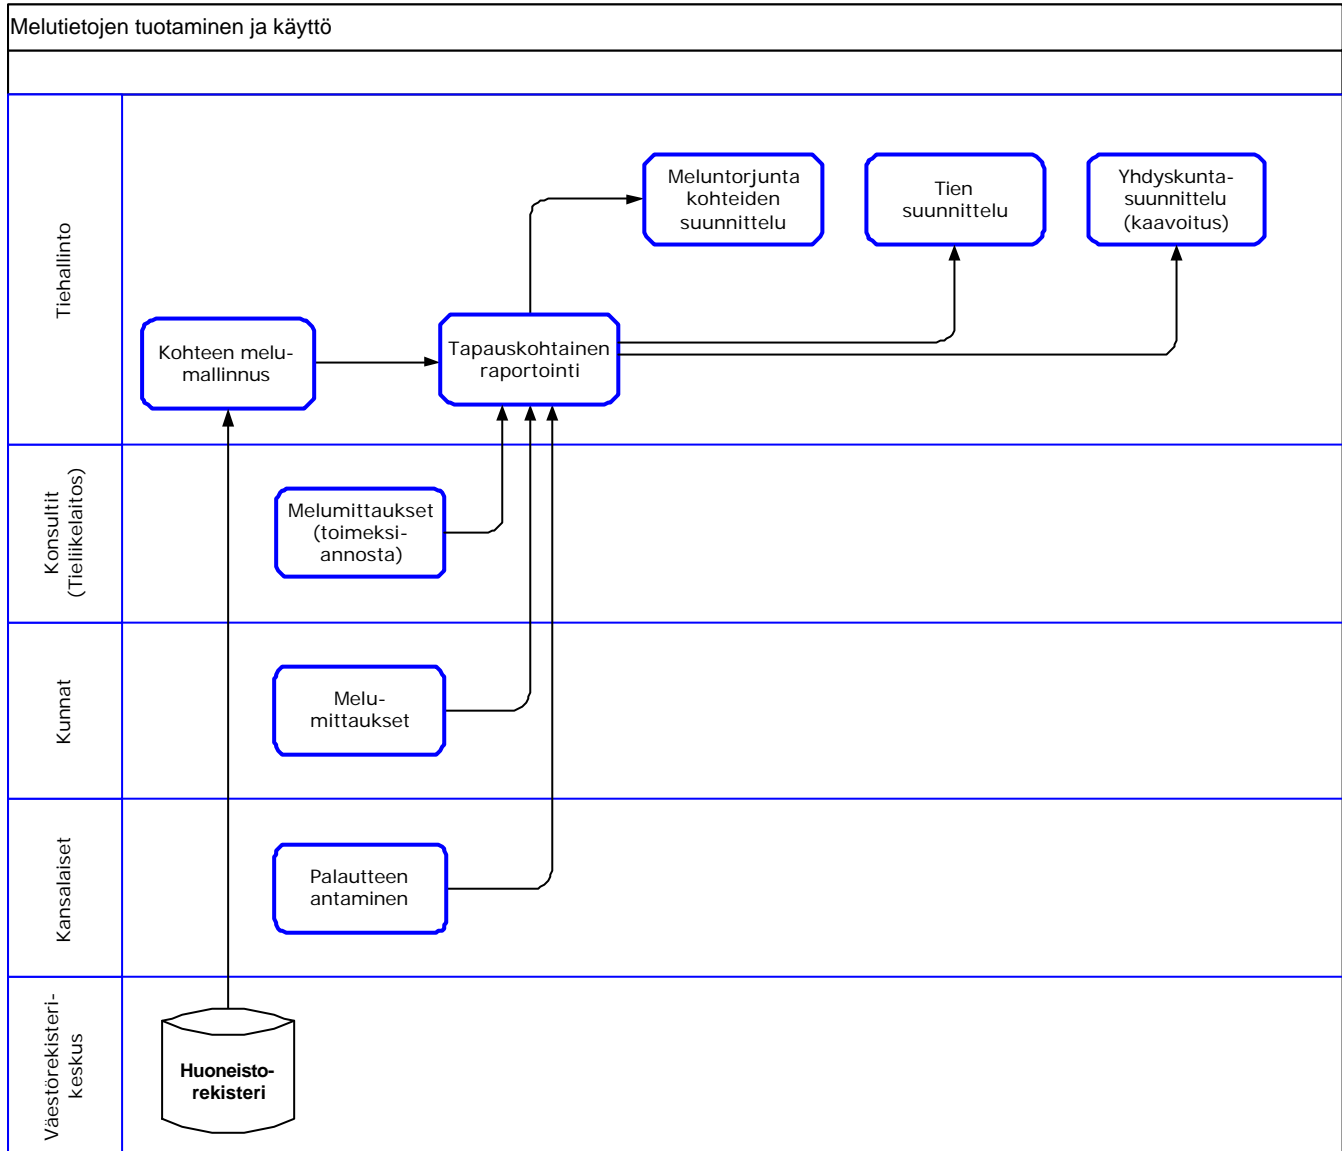 Melutietojen tuotaminen ja käyttö
Tiehallinto
Meluntorjunta
kohteiden
suunnittelu
Tien
suunnittelu
Yhdyskunta-
suunnittelu
(kaavoitus)
Kohteen melu-
mallinnus
Tapauskohtainen
raportointi
Konsultit
(Tieliikelaitos)
Melumittaukset
(toimeksi-
annosta)
Kunnat
Melu-
mittaukset
Kansalaiset
Palautteen
antaminen
Väestörekisteri-
keskus
Huoneisto-
rekisteri